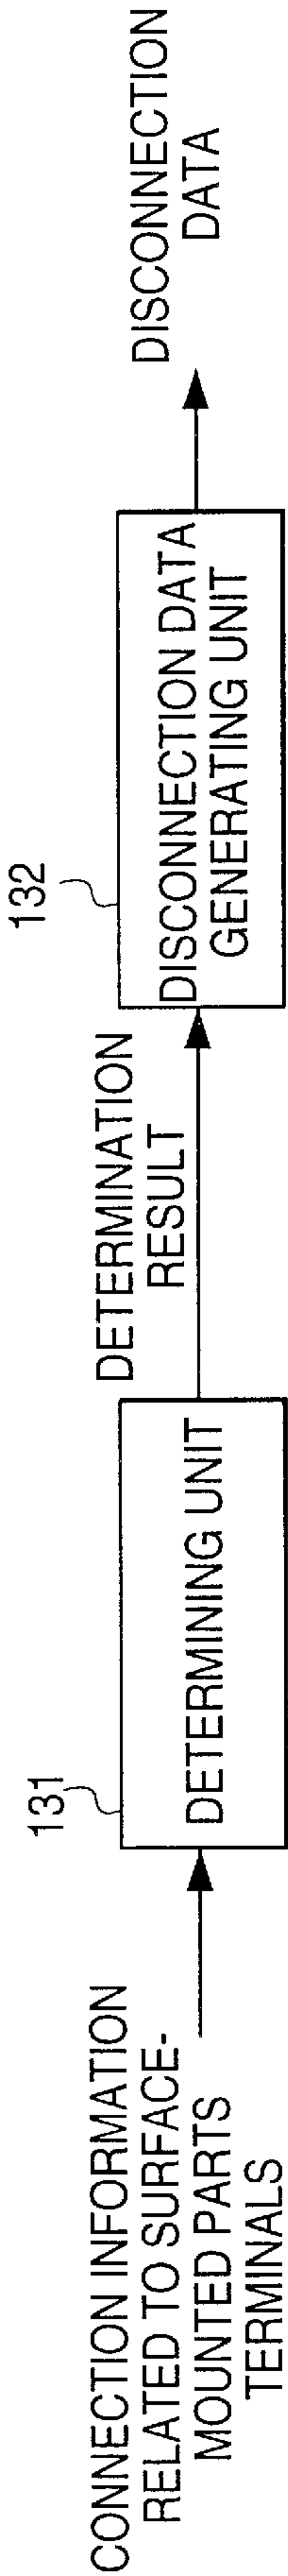 CONNECTION INFORMATION
RELATED TO SURFACE-
MOUNTED PARTS
TERMINALS
131
DETERMINING UNIT
DETERMINATION
RESULT
132
DISCONNECTION DATA
GENERATING UNIT
DISCONNECTION
DATA